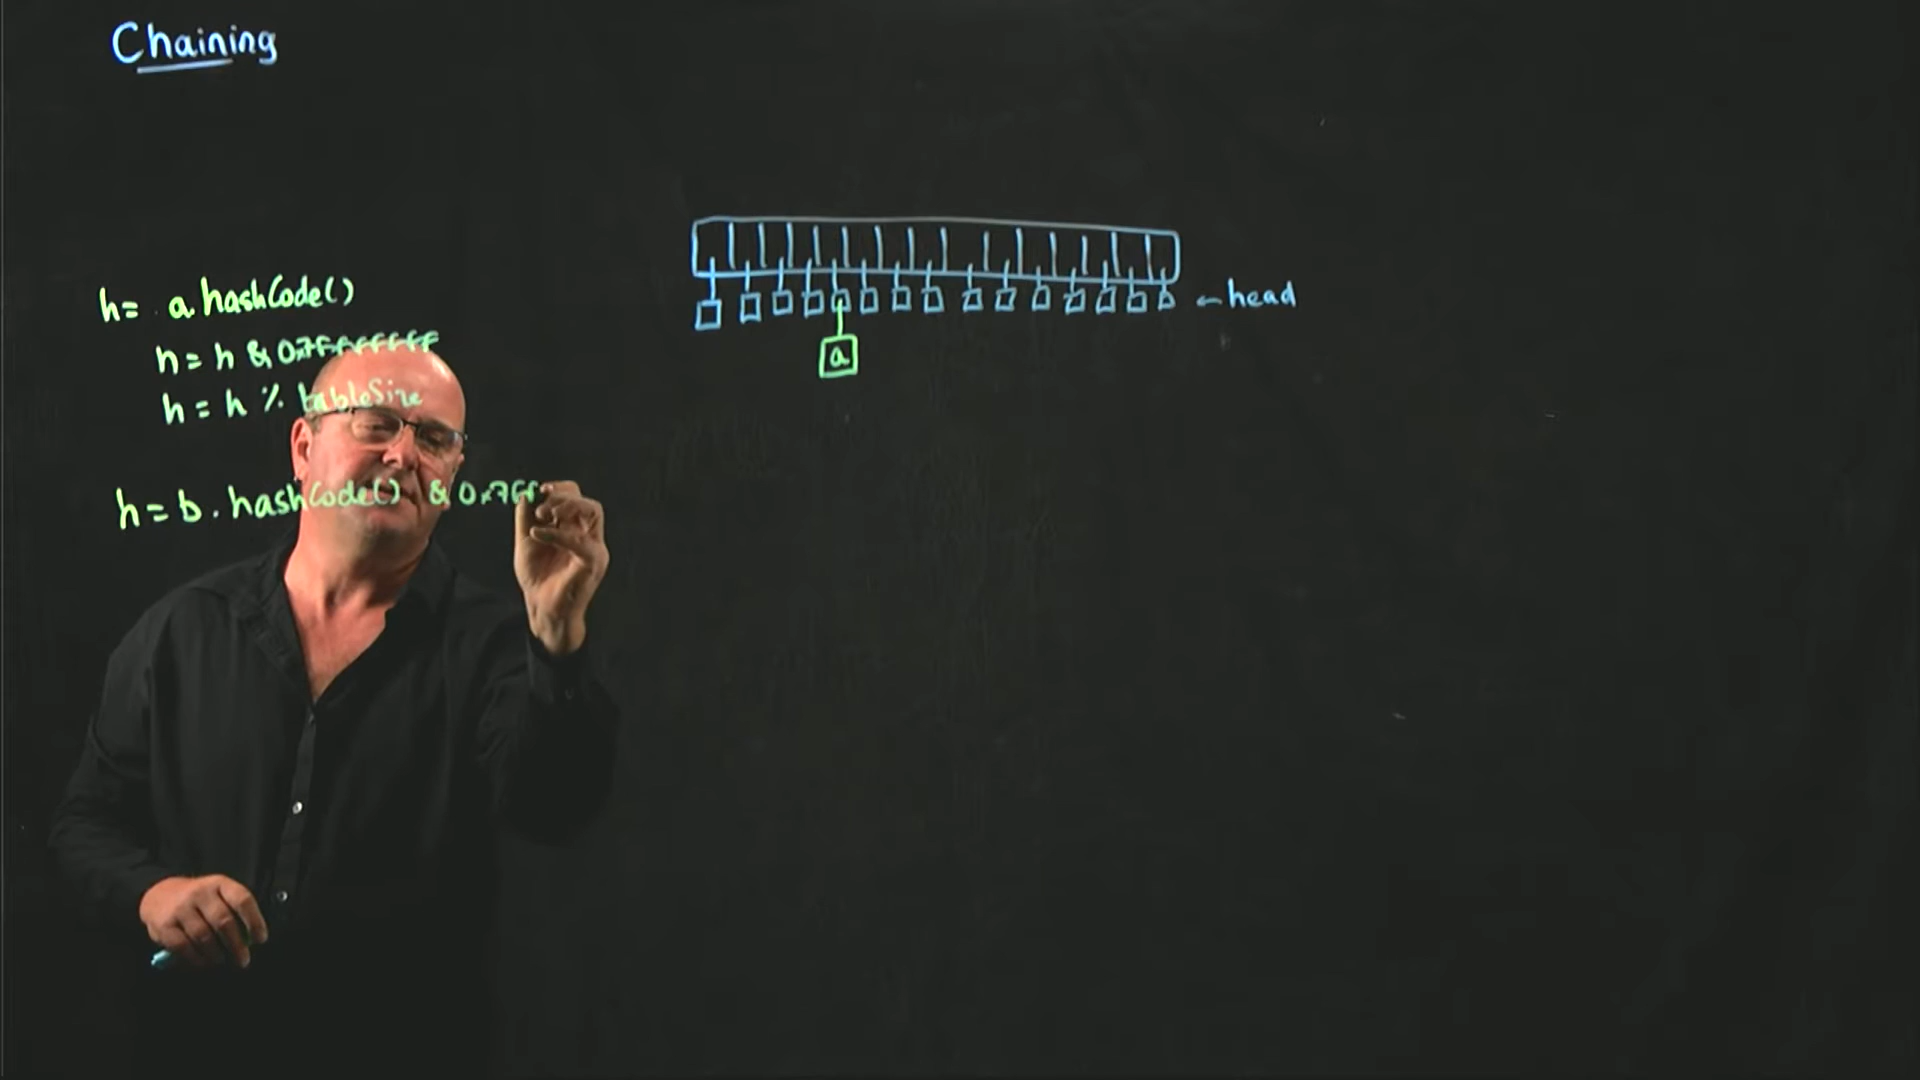 Chaining
h= a.hashCode()
h = h & 0x7FFFFFFF
h = h % tableSize
h = b.hashCode() & 0x7FF
← head
a